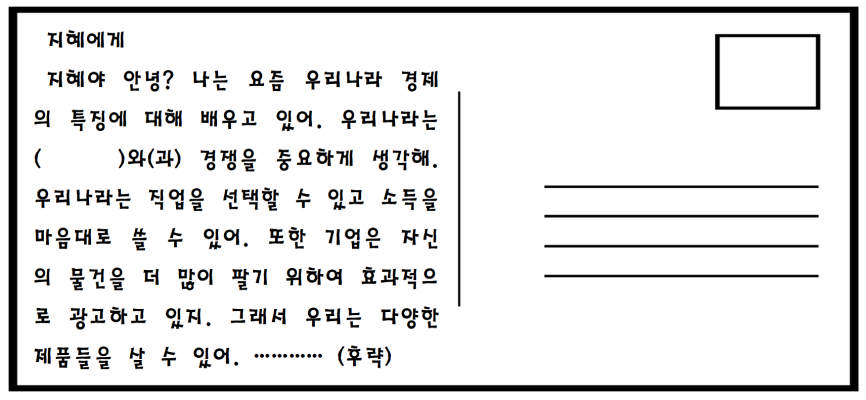 지혜에게
지혜야 안녕? 나는 요즘 우리나라 경제
의 특징에 대해 배우고 있어. 우리나라는
(          )와(과) 경쟁을 중요하게 생각해.
우리나라는 직업을 선택할 수 있고 소득을
마음대로 쓸 수 있어. 또한 기업은 자신
의 물건을 더 많이 팔기 위하여 효과적으
로 광고하고 있지. 그래서 우리는 다양한
제품들을 살 수 있어. ………… (후략)